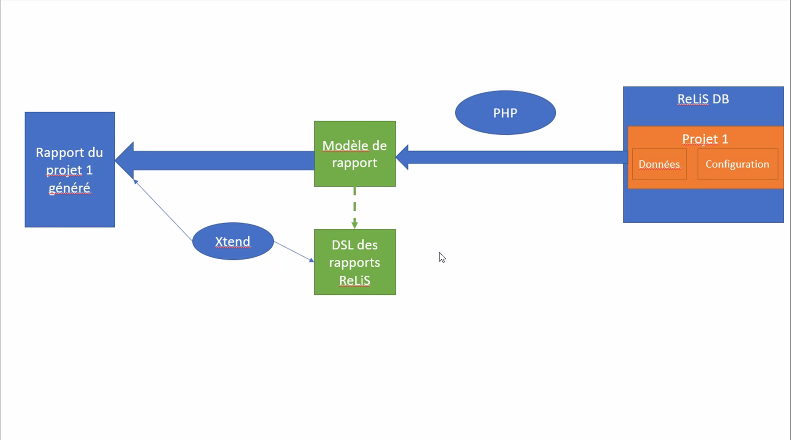 Rapport du
projet 1
généré
Xtend
Modèle de
rapport
DSL des
rapports
ReLiS
PHP
ReLiS DB
Projet 1
Données
Configuration